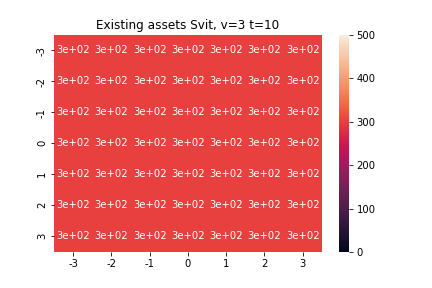 Existing assets Svit, v=3 t=10
-3 3e+02 3e+02 3e+02 3e+02 3e+02 3e+02 3e+02
-2 3e+02 3e+02 3e+02 3e+02 3e+02 3e+02 3e+02
-1 3e+02 3e+02 3e+02 3e+02 3e+02 3e+02 3e+02
0 3e+02 3e+02 3e+02 3e+02 3e+02 3e+02 3e+02
1 3e+02 3e+02 3e+02 3e+02 3e+02 3e+02 3e+02
2 3e+02 3e+02 3e+02 3e+02 3e+02 3e+02 3e+02
3 3e+02 3e+02 3e+02 3e+02 3e+02 3e+02 3e+02
-3 -2 -1 0 1 2 3
500
400
300
200
100
0